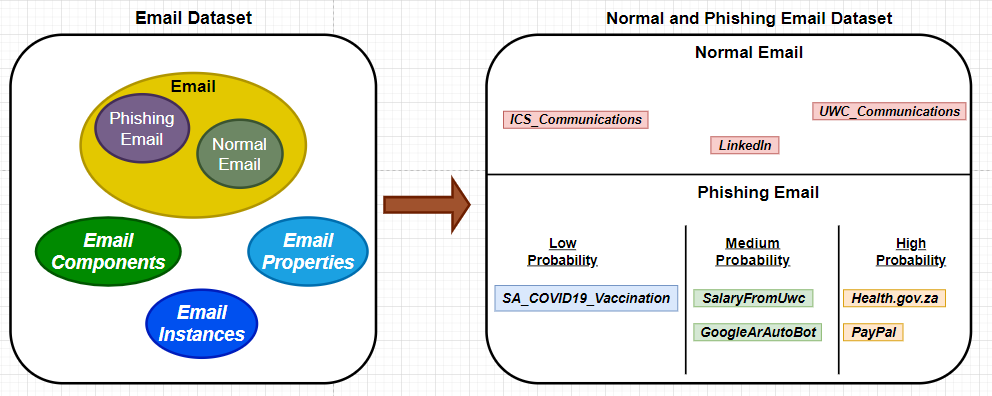 Email Dataset
Email
Phishing
Email
Normal
Email
Email
Components
Email
Properties
Email
Instances
Normal and Phishing Email Dataset
Normal Email
ICS_Communications
UWC_Communications
LinkedIn
Phishing Email
Low
Probability
Medium
Probability
High
Probability
SA_COVID19_Vaccination
SalaryFromUwc
Health.gov.za
GoogleArAutoBot
PayPal